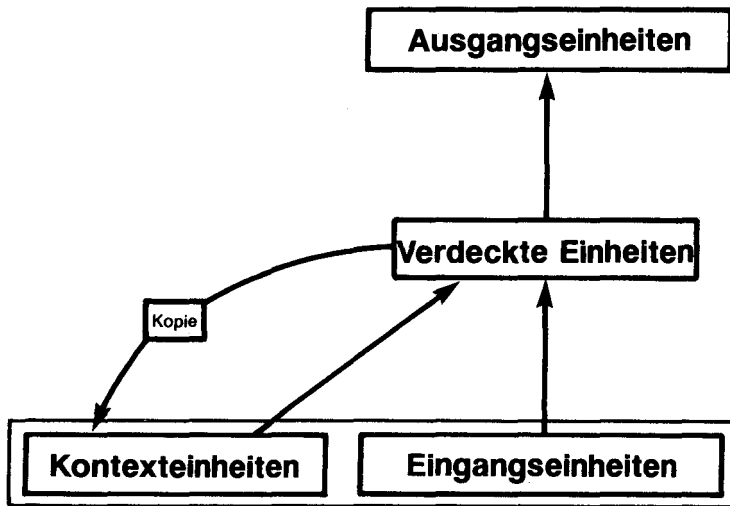 Ausgangseinheiten
Verdeckte Einheiten
Kopie
Kontexteinheiten
Eingangseinheiten